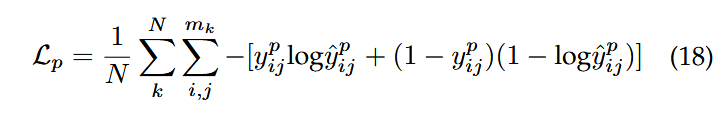 $\mathcal{L}_p = \frac{1}{N} \sum_{k}^{N} \sum_{i,j}^{m_k} -[y_{ij}^p \log \hat{y}_{ij}^p + (1 - y_{ij}^p)(1 - \log \hat{y}_{ij}^p)] \quad (18)$